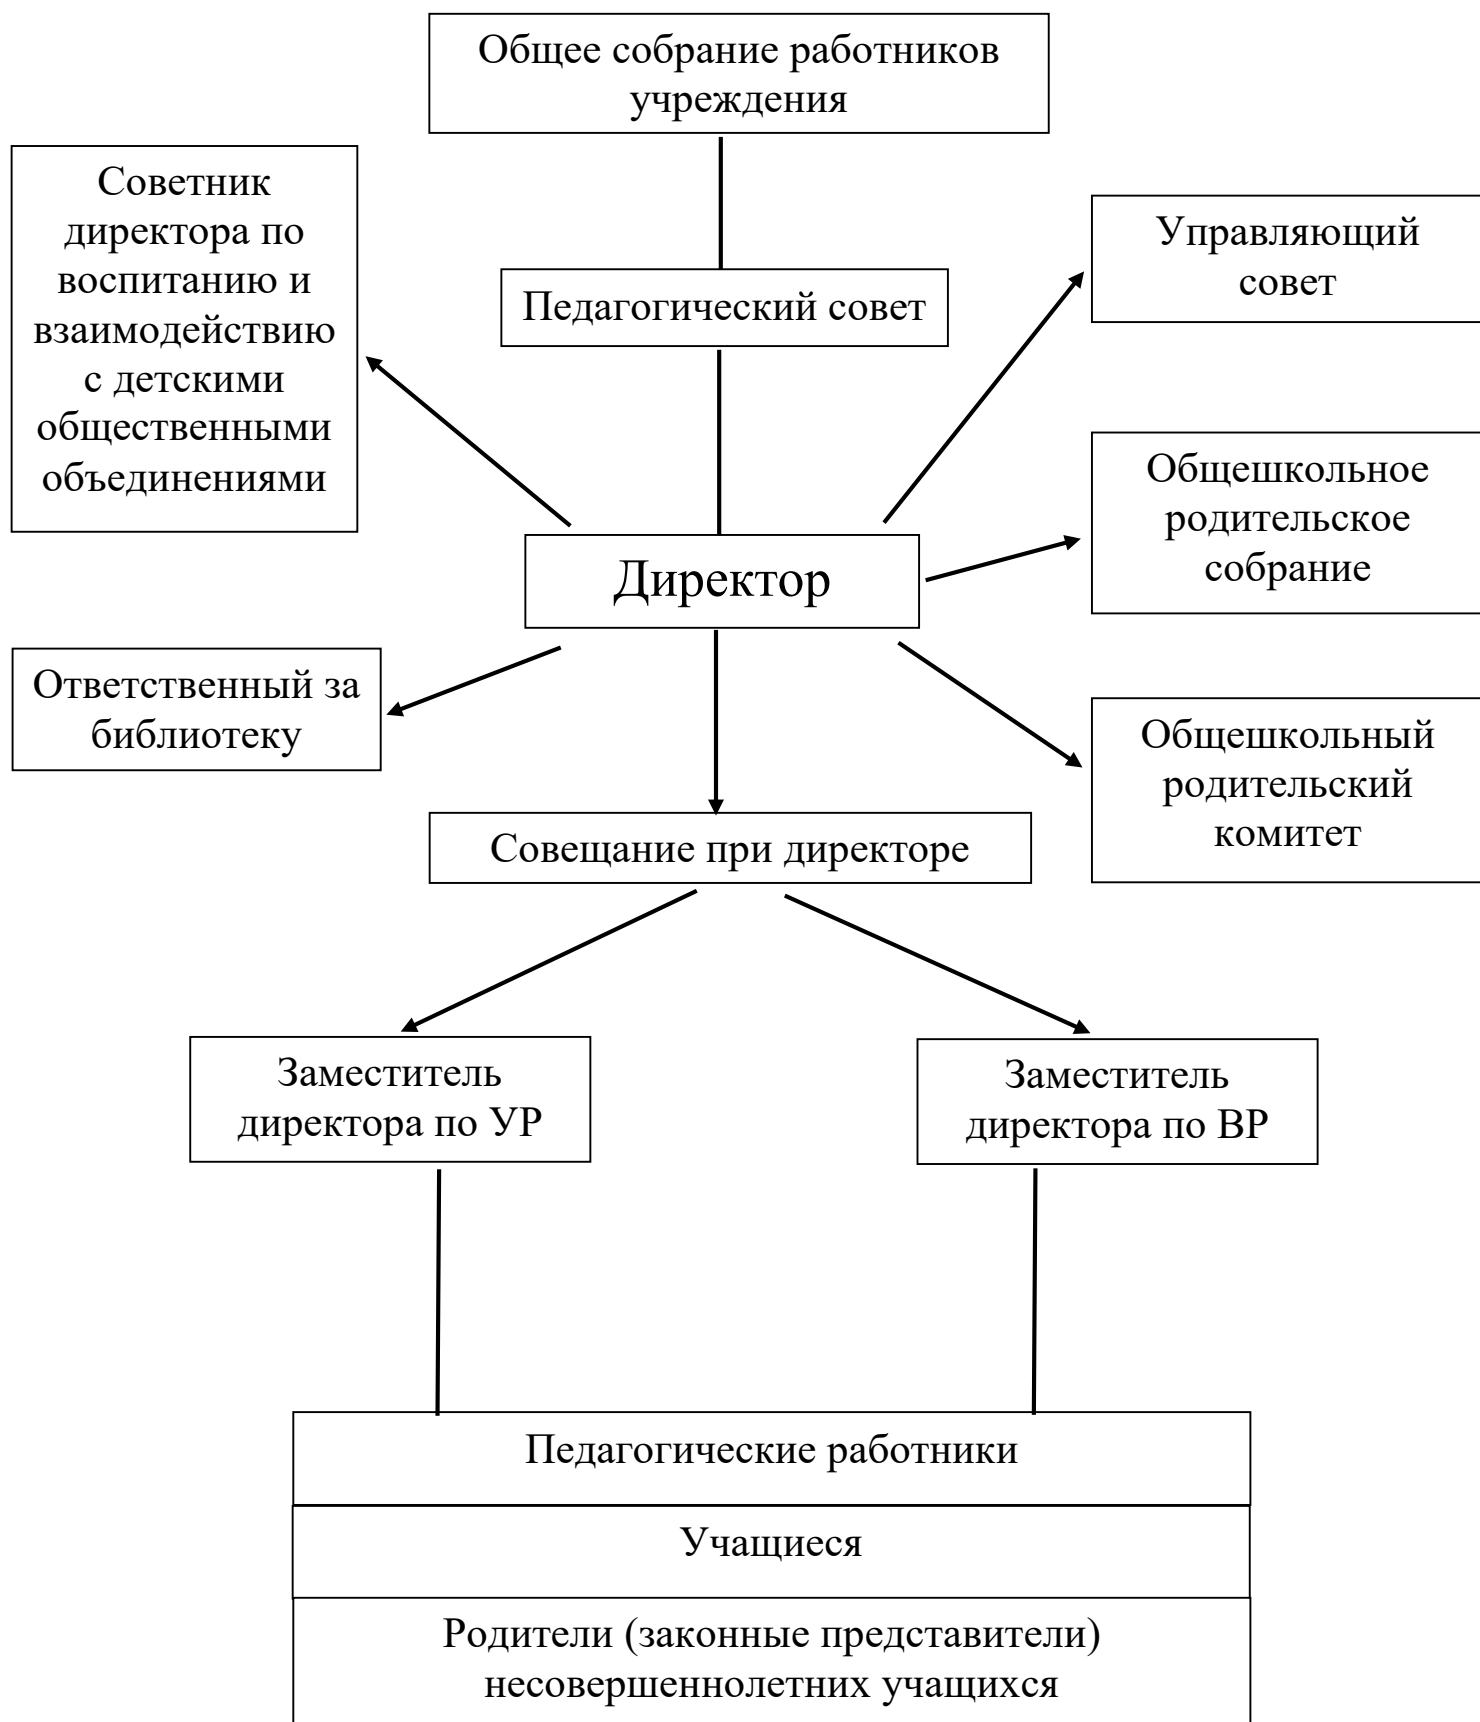 Общее собрание работников
учреждения
Советник
директора по
воспитанию и
взаимодействию
с детскими
общественными
объединениями
Педагогический совет
Управляющий
совет
Общешкольное
родительское
собрание
Директор
Ответственный за
библиотеку
Общешкольный
родительский
комитет
Совещание при директоре
Заместитель
директора по УР
Заместитель
директора по ВР
Педагогические работники
Учащиеся
Родители (законные представители)
несовершеннолетних учащихся